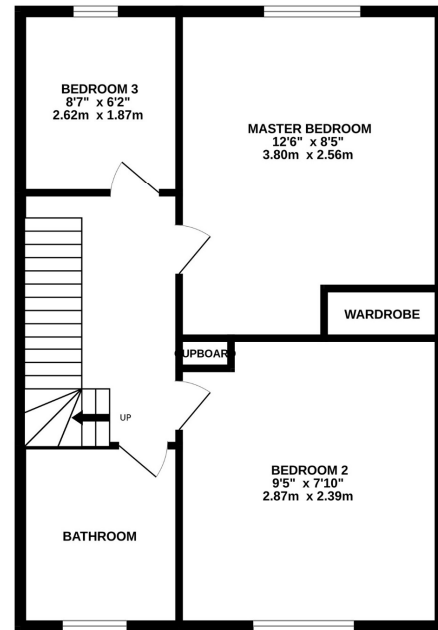 BEDROOM 3
8'7" x 6'2"
2.62m x 1.87m
MASTER BEDROOM
12'6" x 8'5"
3.80m x 2.56m
WARDROBE
CUPBOARD
UP
BEDROOM 2
9'5" x 7'10"
2.87m x 2.39m
BATHROOM